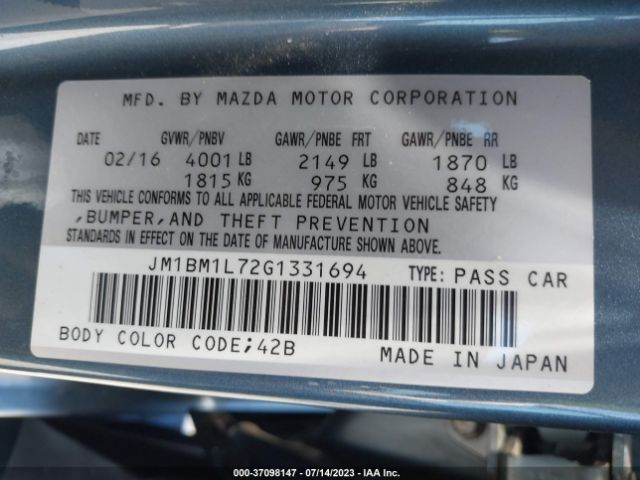 MFD. BY MAZDA MOTOR CORPORATION
DATE GVWR/PNBV GAWR/PNBE FRT GAWR/PNBE RR
02/16 4001 LB 2149 LB 1870 LB
1815 KG 975 KG 848 KG
THIS VEHICLE CONFORMS TO ALL APPLICABLE FEDERAL MOTOR VEHICLE SAFETY
,BUMPER,AND THEFT PREVENTION
STANDARDS IN EFFECT ON THE DATE OF MANUFACTURE SHOWN ABOVE.
JM1BM1L72G1331694 TYPE: PASS CAR
BODY COLOR CODE;42B MADE IN JAPAN
000-37098147 - 07/14/2023 - IAA Inc.